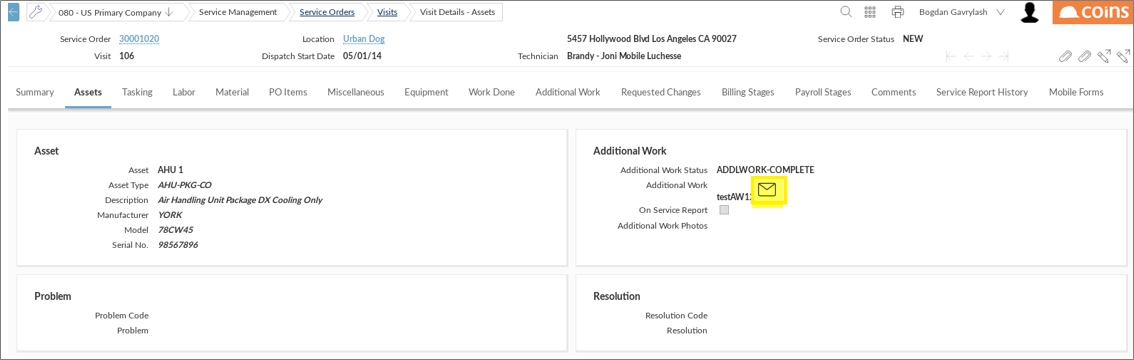 080 - US Primary Company Service Management Service Orders Visits Visit Details - Assets Bogdan Gavrylash COINS
Service Order 30001020 Location Urban Dog 5457 Hollywood Blvd Los Angeles CA 90027 Service Order Status NEW
Visit 106 Dispatch Start Date 05/01/14 Technician Brandy - Joni Mobile Luchesse
Summary Assets Tasking Labor Material PO Items Miscellaneous Equipment Work Done Additional Work Requested Changes Billing Stages Payroll Stages Comments Service Report History Mobile Forms
Asset
Asset AHU 1
Asset Type AHU-PKG-CO
Description Air Handling Unit Package DX Cooling Only
Manufacturer YORK
Model 78CW45
Serial No. 98567896
Additional Work
Additional Work Status ADDLWORK-COMPLETE
Additional Work
testAW1
On Service Report
Additional Work Photos
Problem
Problem Code
Problem
Resolution
Resolution Code
Resolution